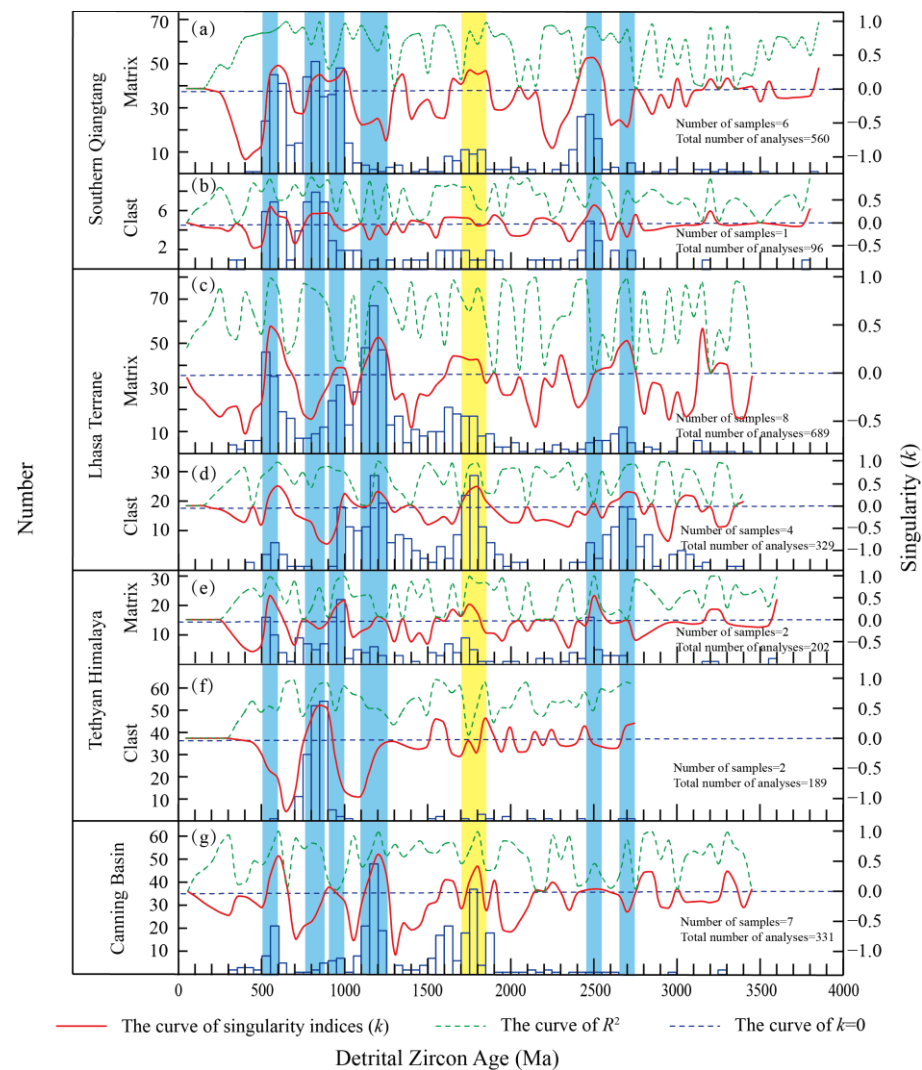 Number
Singularity (k)
Southern Qiangtang
Matrix
(a)
70
50
30
10
1.0
0.5
0.0
−0.5
−1.0
Number of samples=6
Total number of analyses=560
Clast
(b)
6
2
0.5
0.0
−0.5
Number of samples=1
Total number of analyses=96
Lhasa Terrane
Matrix
(c)
70
50
30
10
1.0
0.5
0.0
−0.5
Number of samples=8
Total number of analyses=689
Clast
(d)
30
20
10
1.0
0.5
0.0
−0.5
−1.0
Number of samples=4
Total number of analyses=329
Tethyan Himalaya
Matrix
(e)
30
20
10
1.0
0.5
0.0
−0.5
Number of samples=2
Total number of analyses=202
Clast
(f)
60
50
40
30
20
10
1.0
0.5
0.0
−0.5
−1.0
Number of samples=2
Total number of analyses=189
Canning Basin
(g)
60
50
40
30
20
10
1.0
0.5
0.0
−0.5
−1.0
Number of samples=7
Total number of analyses=331
0 500 1000 1500 2000 2500 3000 3500 4000
The curve of singularity indices (k) The curve of R² The curve of k=0
Detrital Zircon Age (Ma)